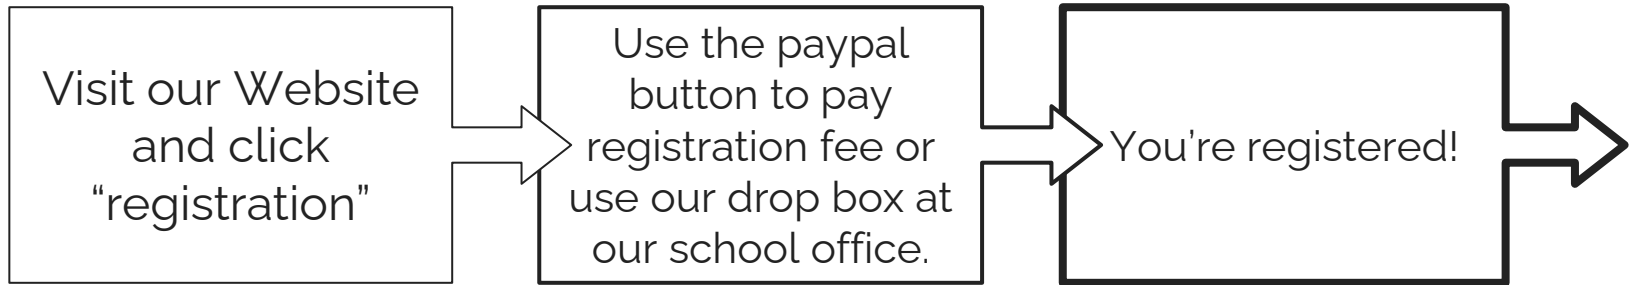 Visit our Website
and click
“registration”
Use the paypal
button to pay
registration fee or
use our drop box at
our school office.
You’re registered!